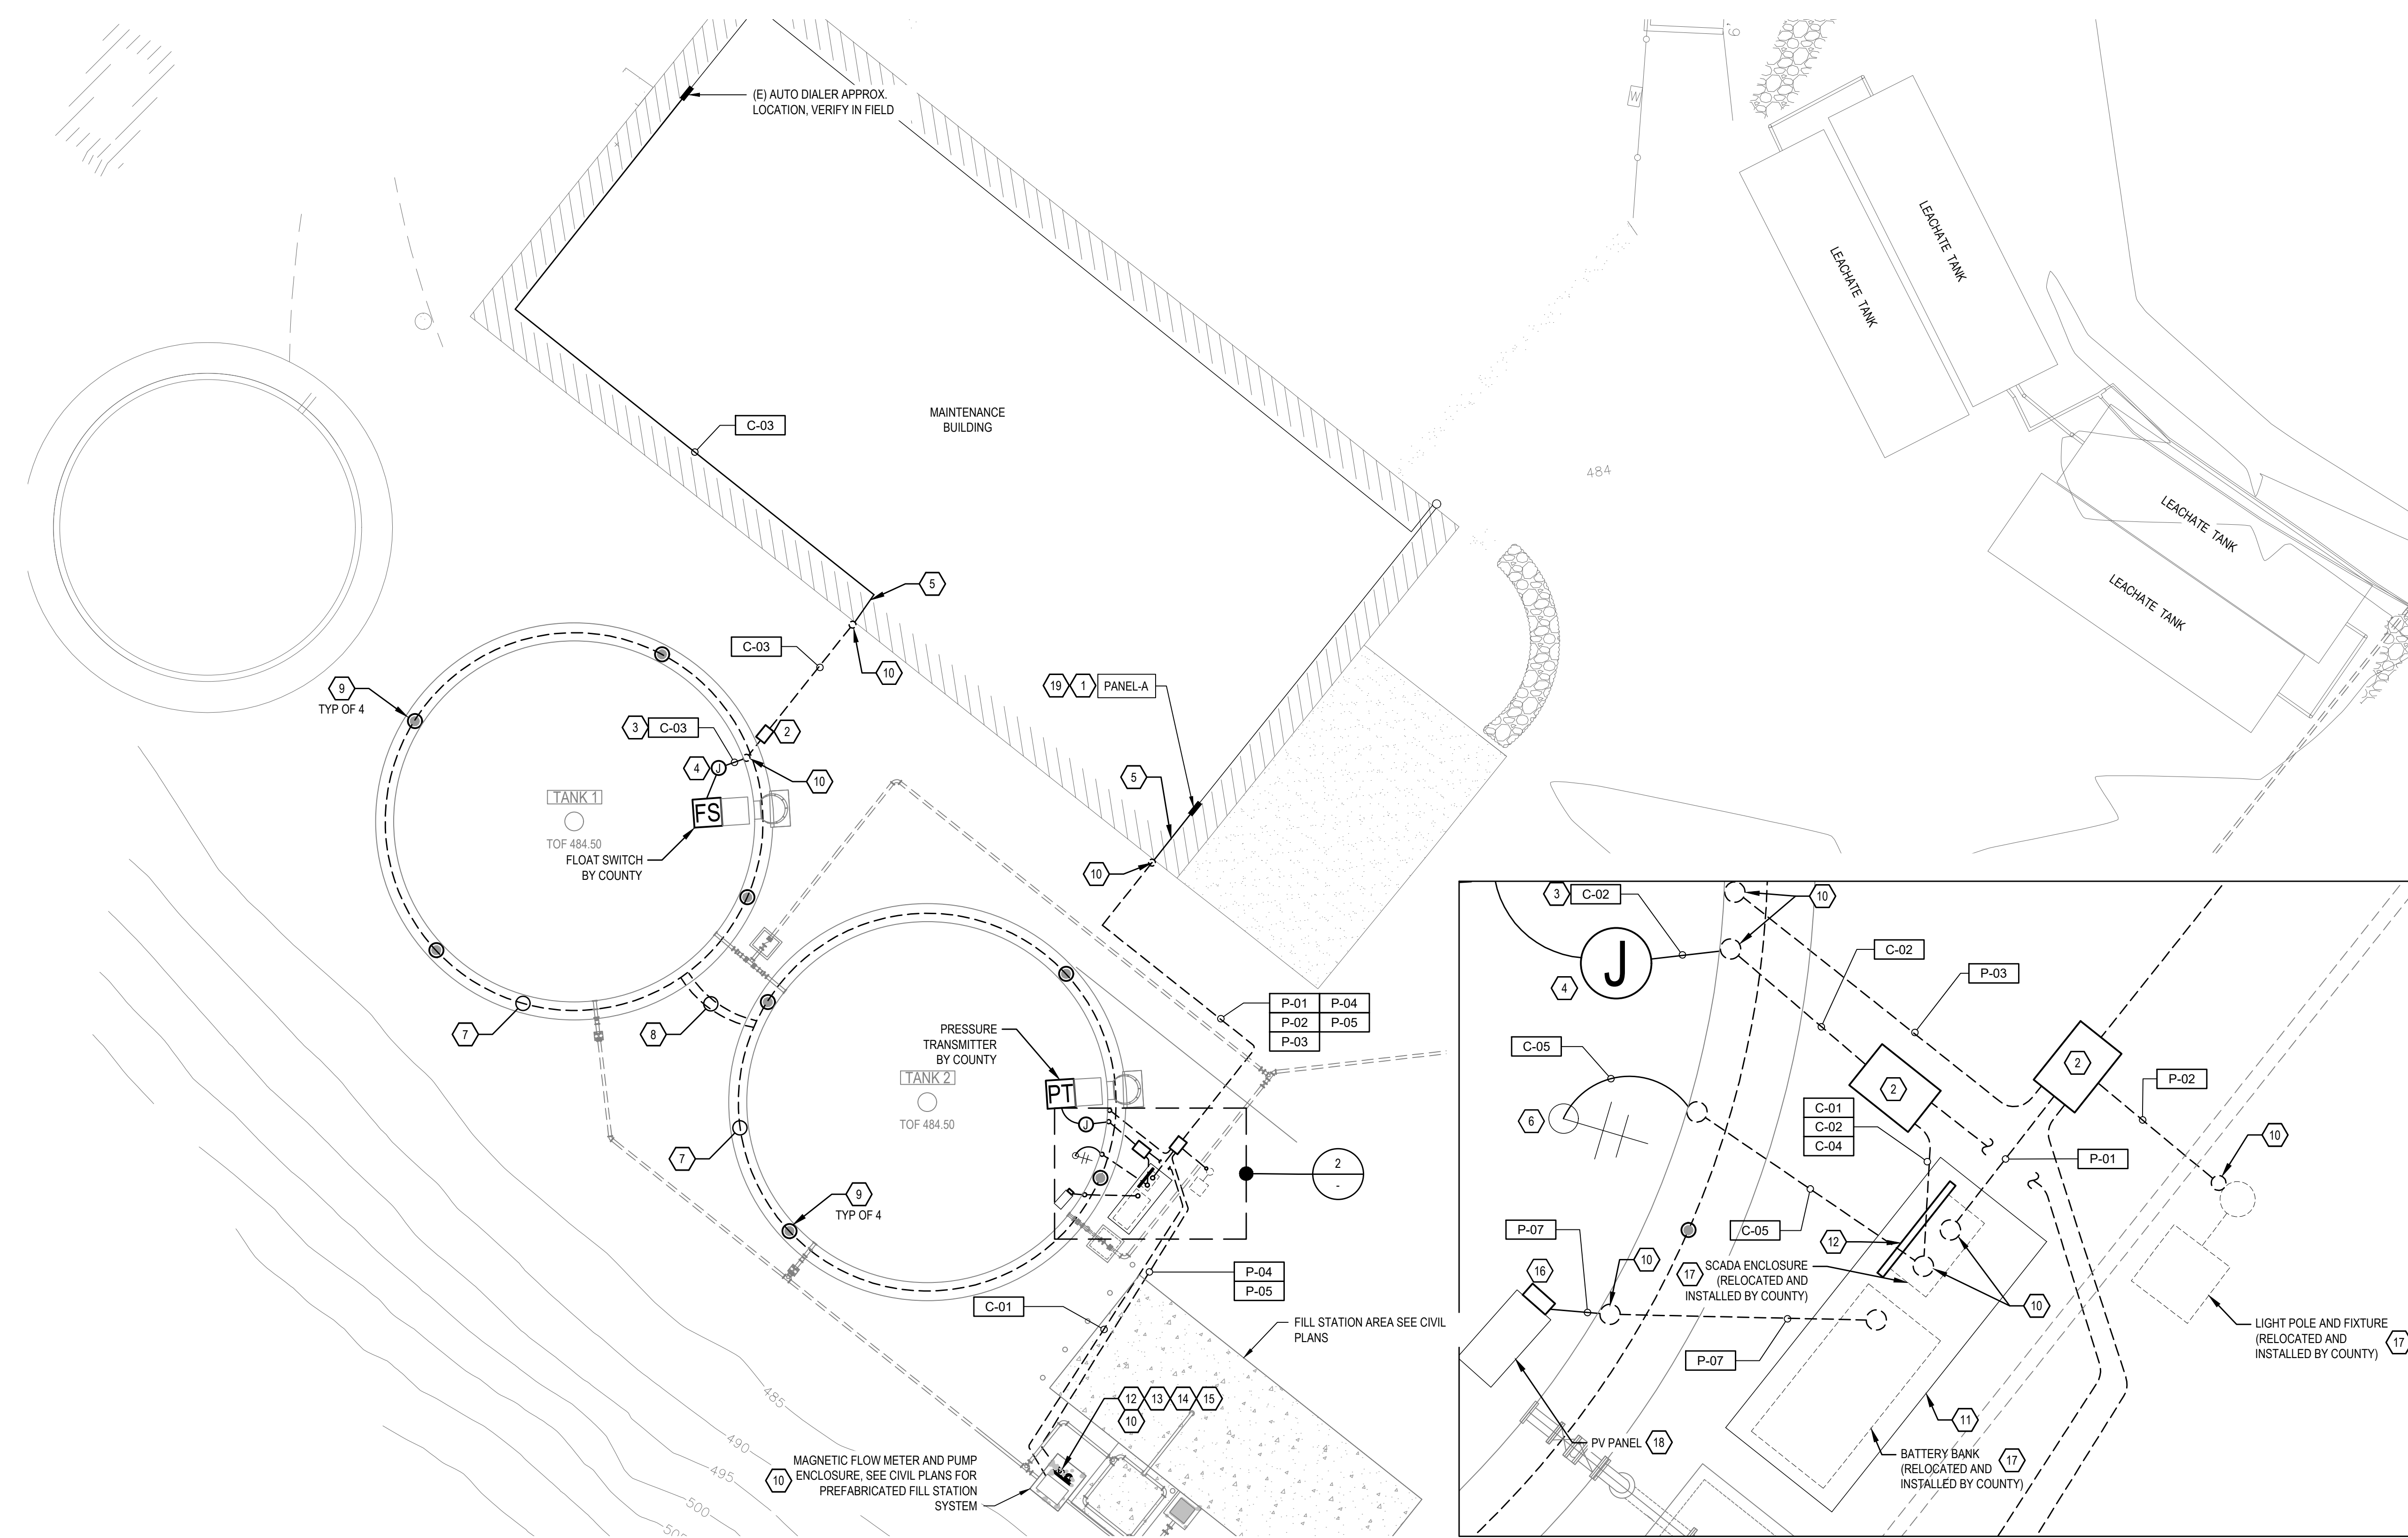 (E) AUTO DIALER APPROX.
LOCATION, VERIFY IN FIELD
W
LEACHATE TANK
LEACHATE TANK
LEACHATE TANK
LEACHATE TANK
MAINTENANCE
BUILDING
C-03
484
5
C-03
10
9
TYP OF 4
3
C-03
2
4
J
10
TANK 1
FS
TOF 484.50
FLOAT SWITCH
BY COUNTY
19
1
PANEL-A
5
10
7
8
P-01
P-04
P-02
P-05
P-03
PRESSURE
TRANSMITTER
BY COUNTY
TANK 2
PT
TOF 484.50
J
7
9
TYP OF 4
2
-
P-04
P-05
C-01
FILL STATION AREA SEE CIVIL
PLANS
12
13
14
15
10
MAGNETIC FLOW METER AND PUMP
10
ENCLOSURE, SEE CIVIL PLANS FOR
PREFABRICATED FILL STATION
SYSTEM
485
490
495
500
3
C-02
10
J
4
C-02
P-03
C-05
2
2
P-02
C-01
C-02
C-04
6
10
P-01
P-07
C-05
12
10
16
17
SCADA ENCLOSURE
(RELOCATED AND
INSTALLED BY COUNTY)
10
P-07
LIGHT POLE AND FIXTURE
(RELOCATED AND
INSTALLED BY COUNTY)
17
11
PV PANEL
18
BATTERY BANK
(RELOCATED AND
INSTALLED BY COUNTY)
17